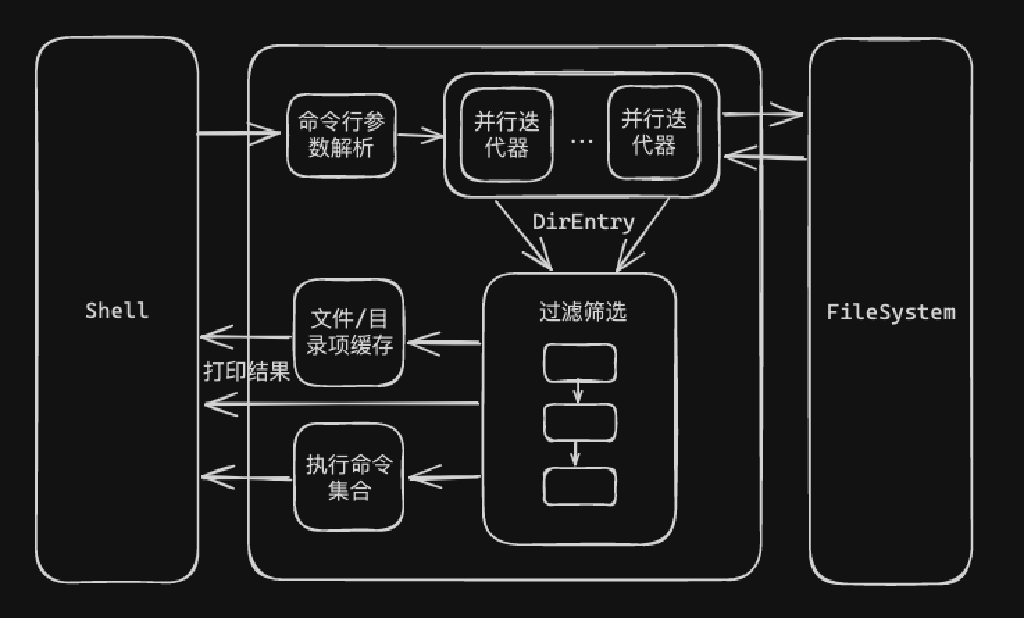 命令行参
数解析
并行迭
代器
...
并行迭
代器
DirEntry
Shell
文件/目
录项缓存
过滤筛选
FileSystem
打印结果
执行命令
集合